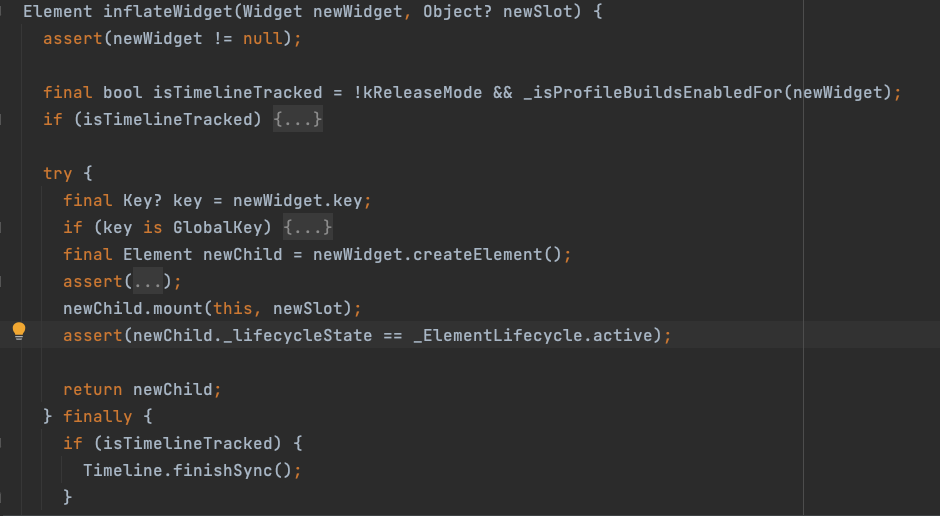 Element inflateWidget(Widget newWidget, Object? newSlot) {
assert(newWidget != null);
final bool isTimelineTracked = !kReleaseMode && _isProfileBuildsEnabledFor(newWidget);
if (isTimelineTracked) {...}
try {
final Key? key = newWidget.key;
if (key is GlobalKey) {...}
final Element newChild = newWidget.createElement();
assert(...);
newChild.mount(this, newSlot);
assert(newChild._lifecycleState == _ElementLifecycle.active);
return newChild;
} finally {
if (isTimelineTracked) {
Timeline.finishSync();
}